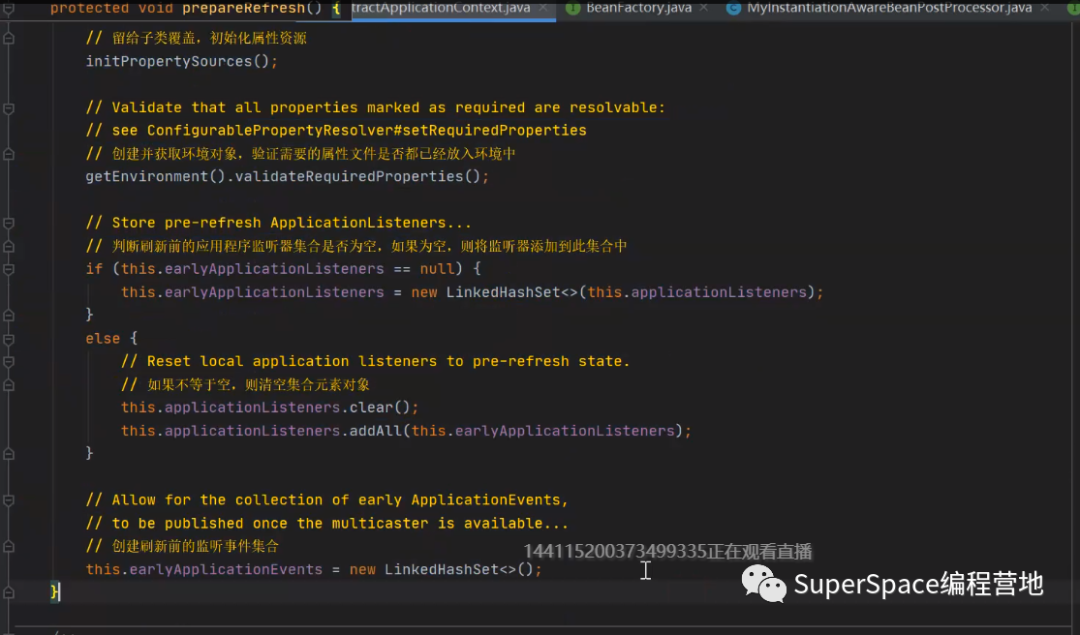 protected void prepareRefresh() {
tractApplicationContext.java
BeanFactory.java
MyInstantiationAwareBeanPostProcessor.java
// 留给子类覆盖，初始化属性资源
initPropertySources();
// Validate that all properties marked as required are resolvable:
// see ConfigurablePropertyResolver#setRequiredProperties
// 创建并获取环境对象，验证需要的属性文件是否都已经放入环境中
getEnvironment().validateRequiredProperties();
// Store pre-refresh ApplicationListeners...
// 判断刷新前的应用程序监听器集合是否为空，如果为空，则将监听器添加到此集合中
if (this.earlyApplicationListeners == null) {
this.earlyApplicationListeners = new LinkedHashSet<>(this.applicationListeners);
}
else {
// Reset local application listeners to pre-refresh state.
// 如果不等于空，则清空集合元素对象
this.applicationListeners.clear();
this.applicationListeners.addAll(this.earlyApplicationListeners);
}
// Allow for the collection of early ApplicationEvents,
// to be published once the multicaster is available...
// 创建刷新前的监听事件集合
this.earlyApplicationEvents = new LinkedHashSet<>();
144115200373499335正在观看直播
}
SuperSpace编程营地